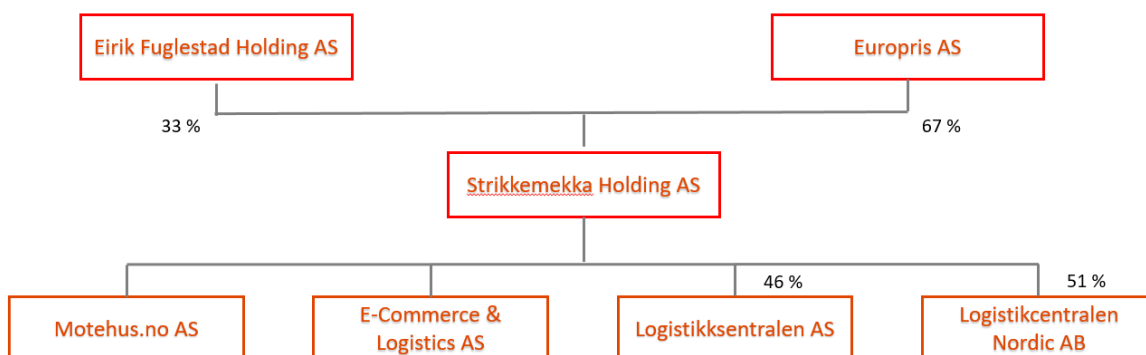 Eirik Fuglestad Holding AS
Europris AS
33 %
67 %
Strikkemekka Holding AS
46 %
51 %
Motehus.no AS
E-Commerce &
Logistics AS
Logistikksentralen AS
Logistikcentralen
Nordic AB